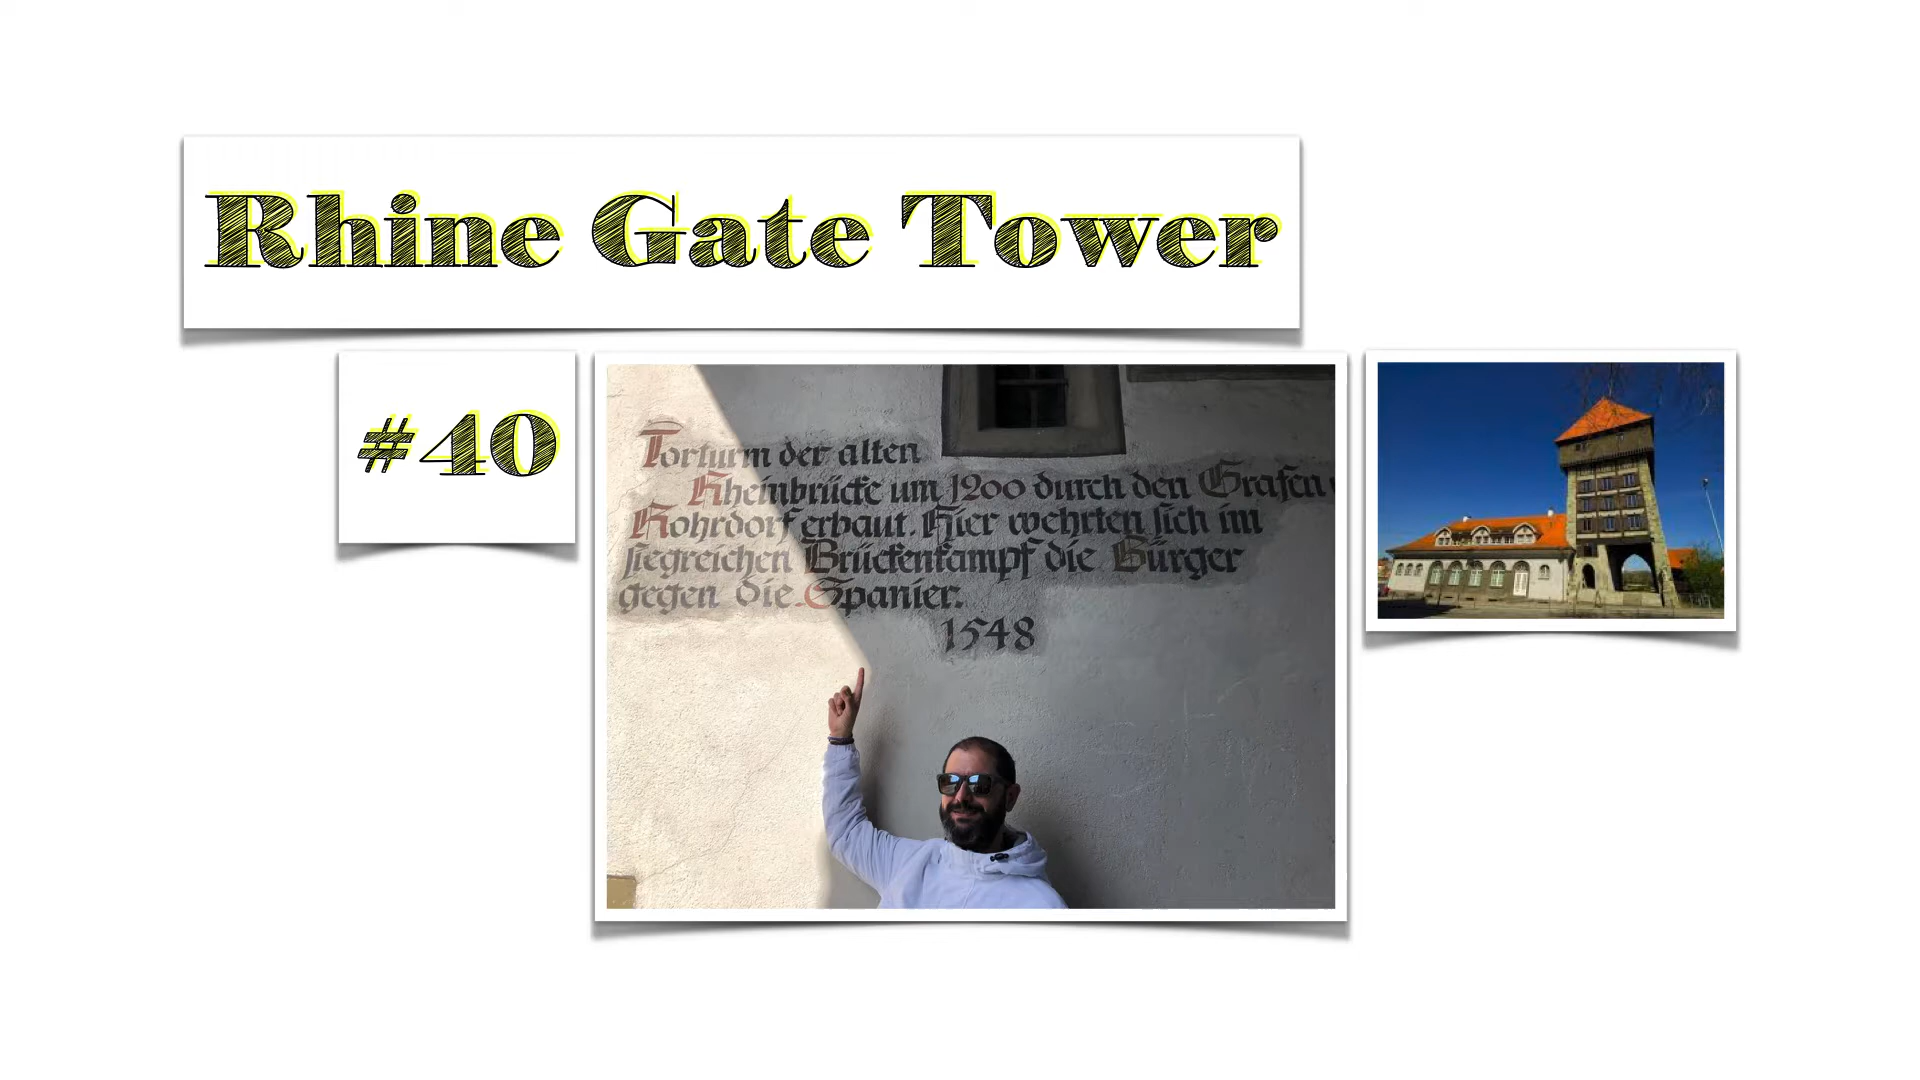 Rhine Gate Tower
#40
Torturm der alten
Rheinbrücke um 1200 durch den Grafen
Rohrdorf erbaut. Hier wehrten sich im
siegreichen Brückenkampf die Bürger
gegen die Spanier.
1548